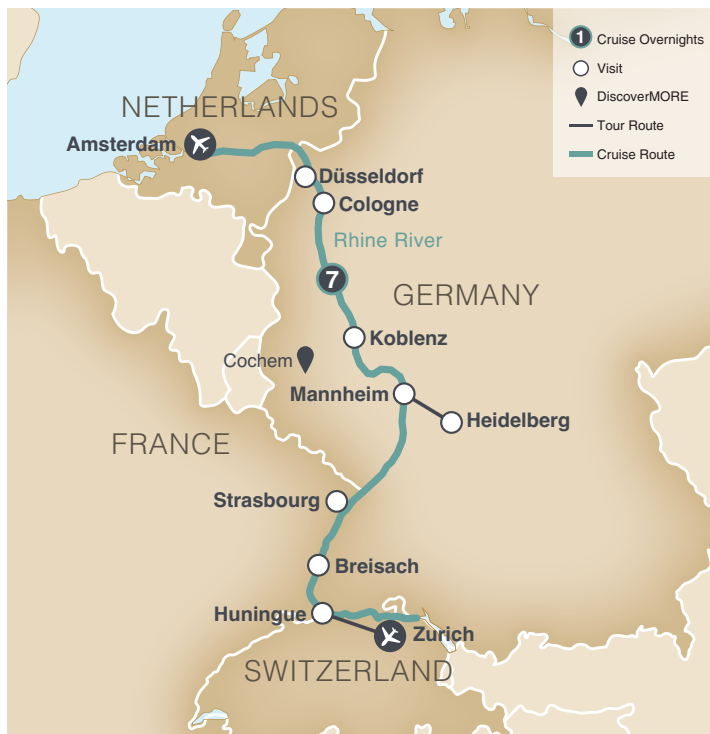 1 Cruise Overnights
Visit
DiscoverMORE
Tour Route
Cruise Route
NETHERLANDS
Amsterdam
Düsseldorf
Cologne
Rhine River
7
GERMANY
Koblenz
Cochem
Mannheim
Heidelberg
FRANCE
Strasbourg
Breisach
Huningue
Zurich
SWITZERLAND